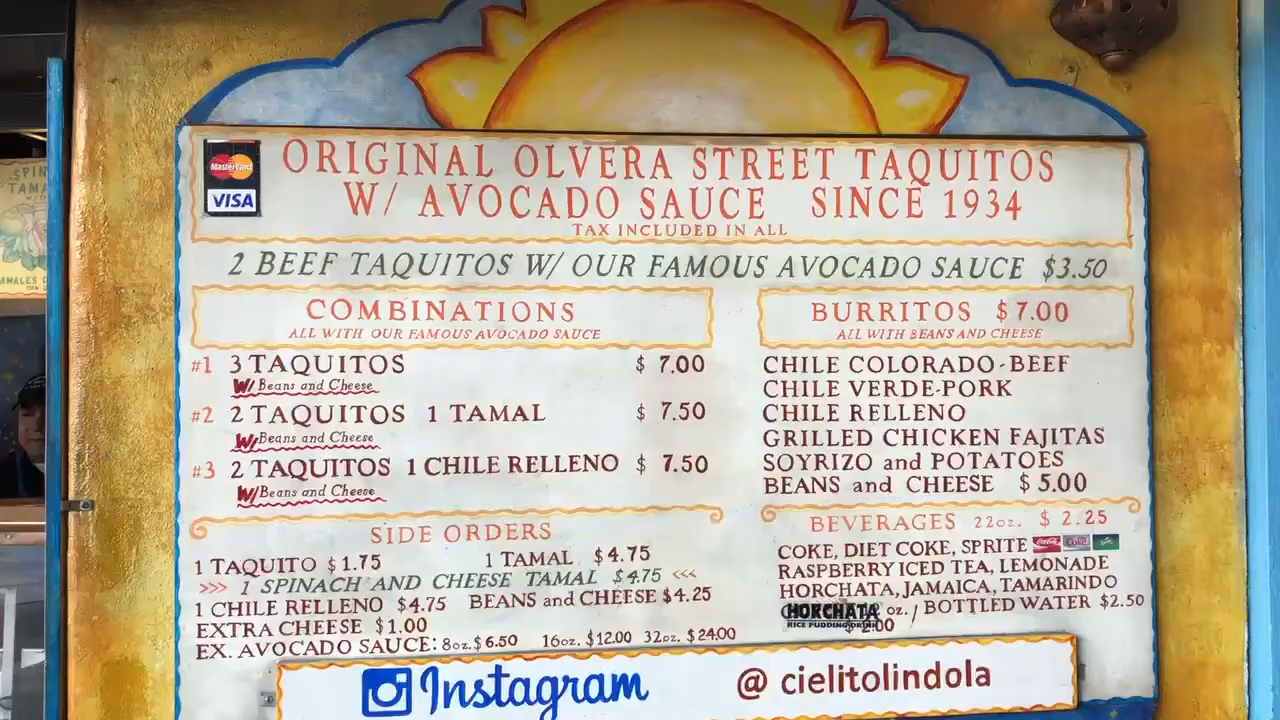 MasterCard
VISA
ORIGINAL OLVERA STREET TAQUITOS
W/ AVOCADO SAUCE SINCE 1934
TAX INCLUDED IN ALL
2 BEEF TAQUITOS W/ OUR FAMOUS AVOCADO SAUCE $3.50
COMBINATIONS
ALL WITH OUR FAMOUS AVOCADO SAUCE
#1 3 TAQUITOS $ 7.00
W/ Beans and Cheese
#2 2 TAQUITOS 1 TAMAL $ 7.50
W/ Beans and Cheese
#3 2 TAQUITOS 1 CHILE RELLENO $ 7.50
W/ Beans and Cheese
SIDE ORDERS
1 TAQUITO $1.75 1 TAMAL $4.75
>>> 1 SPINACH AND CHEESE TAMAL $4.75 <<<
1 CHILE RELLENO $4.75 BEANS and CHEESE $4.25
EXTRA CHEESE $1.00
EX. AVOCADO SAUCE: 8oz. $6.50 16oz. $12.00 32oz. $24.00
BURRITOS $7.00
ALL WITH BEANS AND CHEESE
CHILE COLORADO-BEEF
CHILE VERDE-PORK
CHILE RELLENO
GRILLED CHICKEN FAJITAS
SOYRIZO and POTATOES
BEANS and CHEESE $5.00
BEVERAGES 22oz. $2.25
COKE, DIET COKE, SPRITE
RASPBERRY ICED TEA, LEMONADE
HORCHATA, JAMAICA, TAMARINDO
HORCHATA oz. / BOTTLED WATER $2.50
RICE PUDDING DRINK
$2.00
Instagram @ cielitolindola